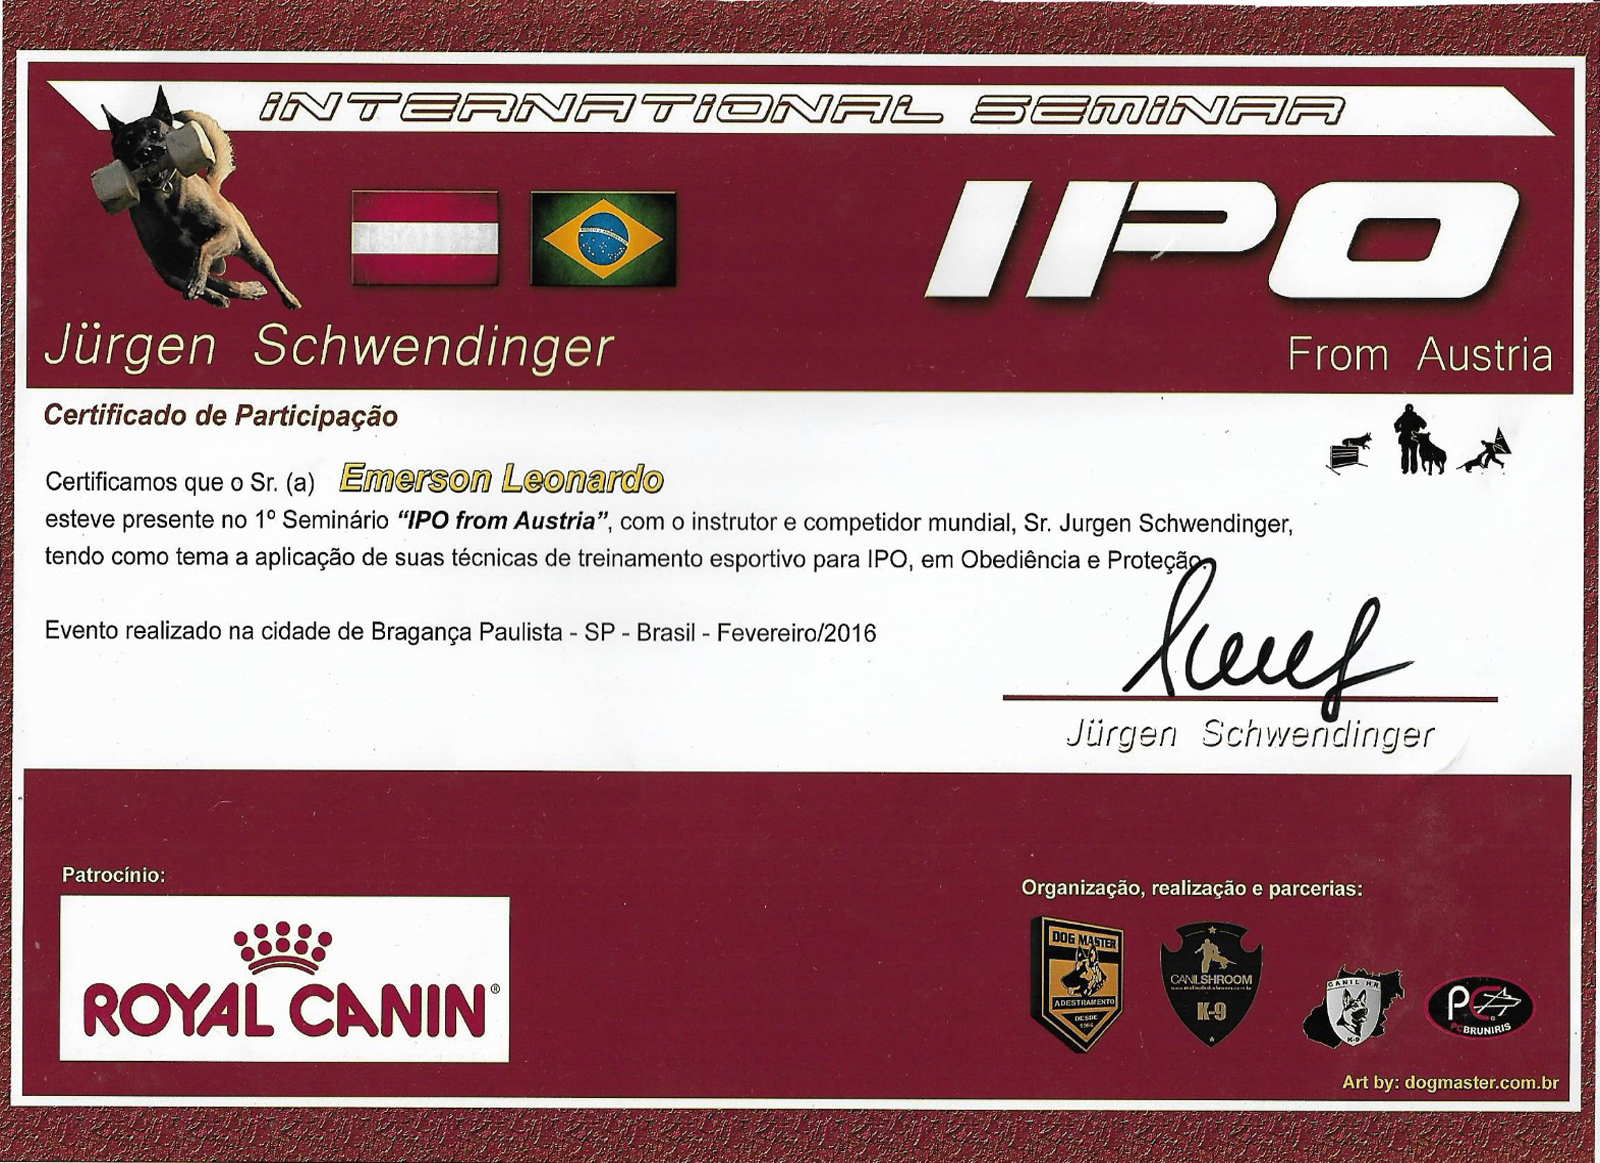 INTERNATIONAL SEMINAR
IPO
Jürgen Schwendinger
From Austria
Certificado de Participação
Certificamos que o Sr. (a) Emerson Leonardo
esteve presente no 1º Seminário “IPO from Austria”, com o instrutor e competidor mundial, Sr. Jurgen Schwendinger,
tendo como tema a aplicação de suas técnicas de treinamento esportivo para IPO, em Obediência e Proteção.
Evento realizado na cidade de Bragança Paulista - SP - Brasil - Fevereiro/2016
Jürgen Schwendinger
Patrocínio:
ROYAL CANIN®
Organização, realização e parcerias:
DOG MASTER
ADESTRAMENTO
DESDE
CANILSHROOM
K-9
CANIL HR
K-9
PC
PCBRUNIRIS
Art by: dogmaster.com.br